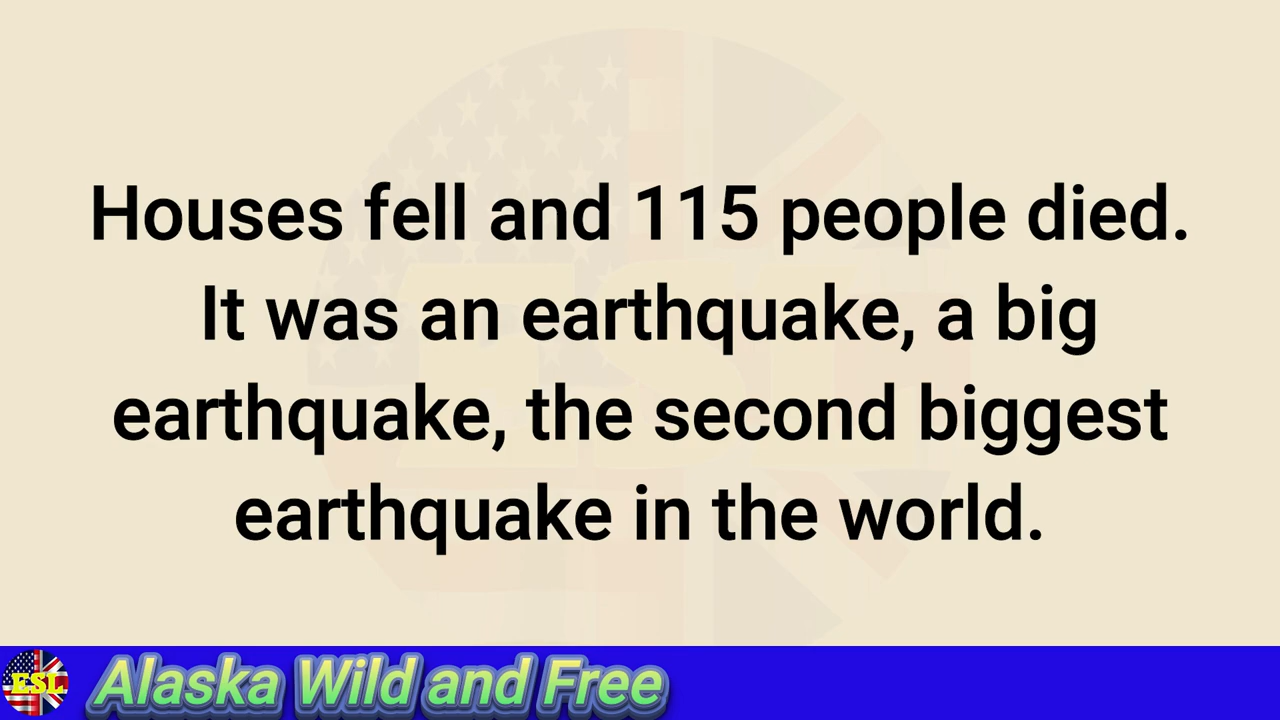 Houses fell and 115 people died.
It was an earthquake, a big
earthquake, the second biggest
earthquake in the world.
ESL
Alaska Wild and Free